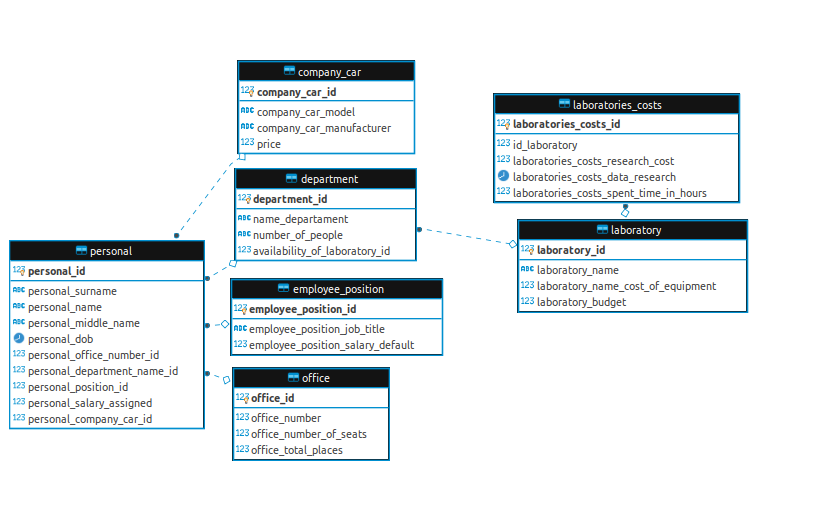 company_car
company_car_id
company_car_model
company_car_manufacturer
price
laboratories_costs
laboratories_costs_id
id_laboratory
laboratories_costs_research_cost
laboratories_costs_data_research
laboratories_costs_spent_time_in_hours
department
department_id
name_departament
number_of_people
availability_of_laboratory_id
laboratory
laboratory_id
laboratory_name
laboratory_name_cost_of_equipment
laboratory_budget
personal
personal_id
personal_surname
personal_name
personal_middle_name
personal_dob
personal_office_number_id
personal_department_name_id
personal_position_id
personal_salary_assigned
personal_company_car_id
employee_position
employee_position_id
employee_position_job_title
employee_position_salary_default
office
office_id
office_number
office_number_of_seats
office_total_places